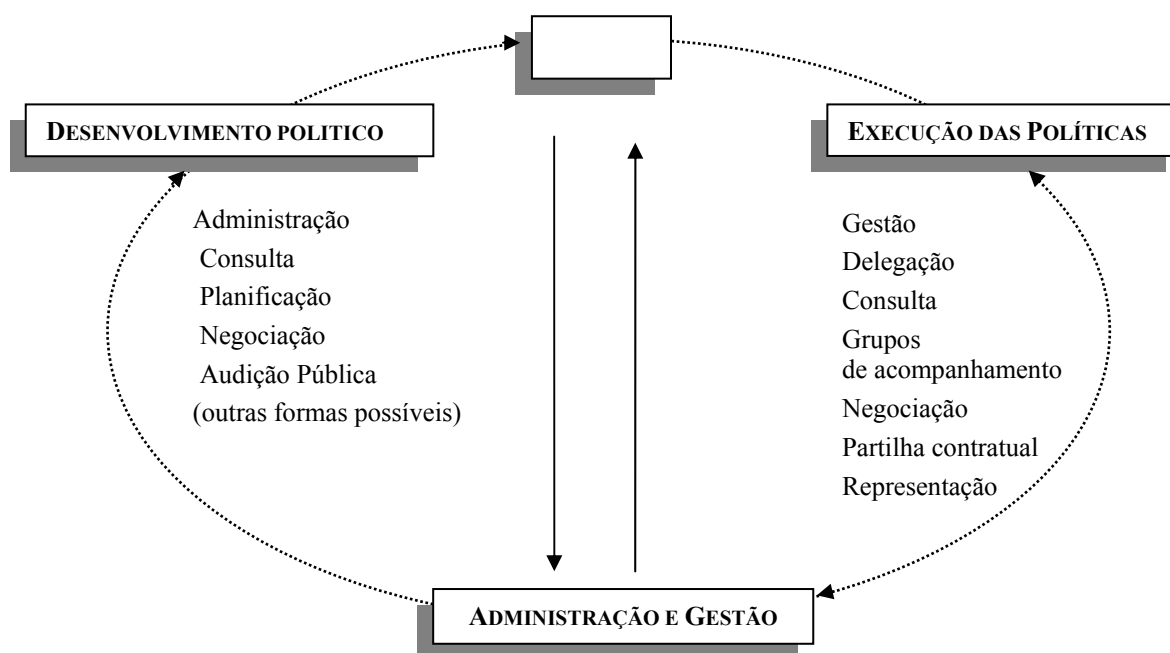 DESENVOLVIMENTO POLITICO
EXECUÇÃO DAS POLÍTICAS
Administração
Consulta
Planificação
Negociação
Audição Pública
(outras formas possíveis)
Gestão
Delegação
Consulta
Grupos
de acompanhamento
Negociação
Partilha contratual
Representação
ADMINISTRAÇÃO E GESTÃO